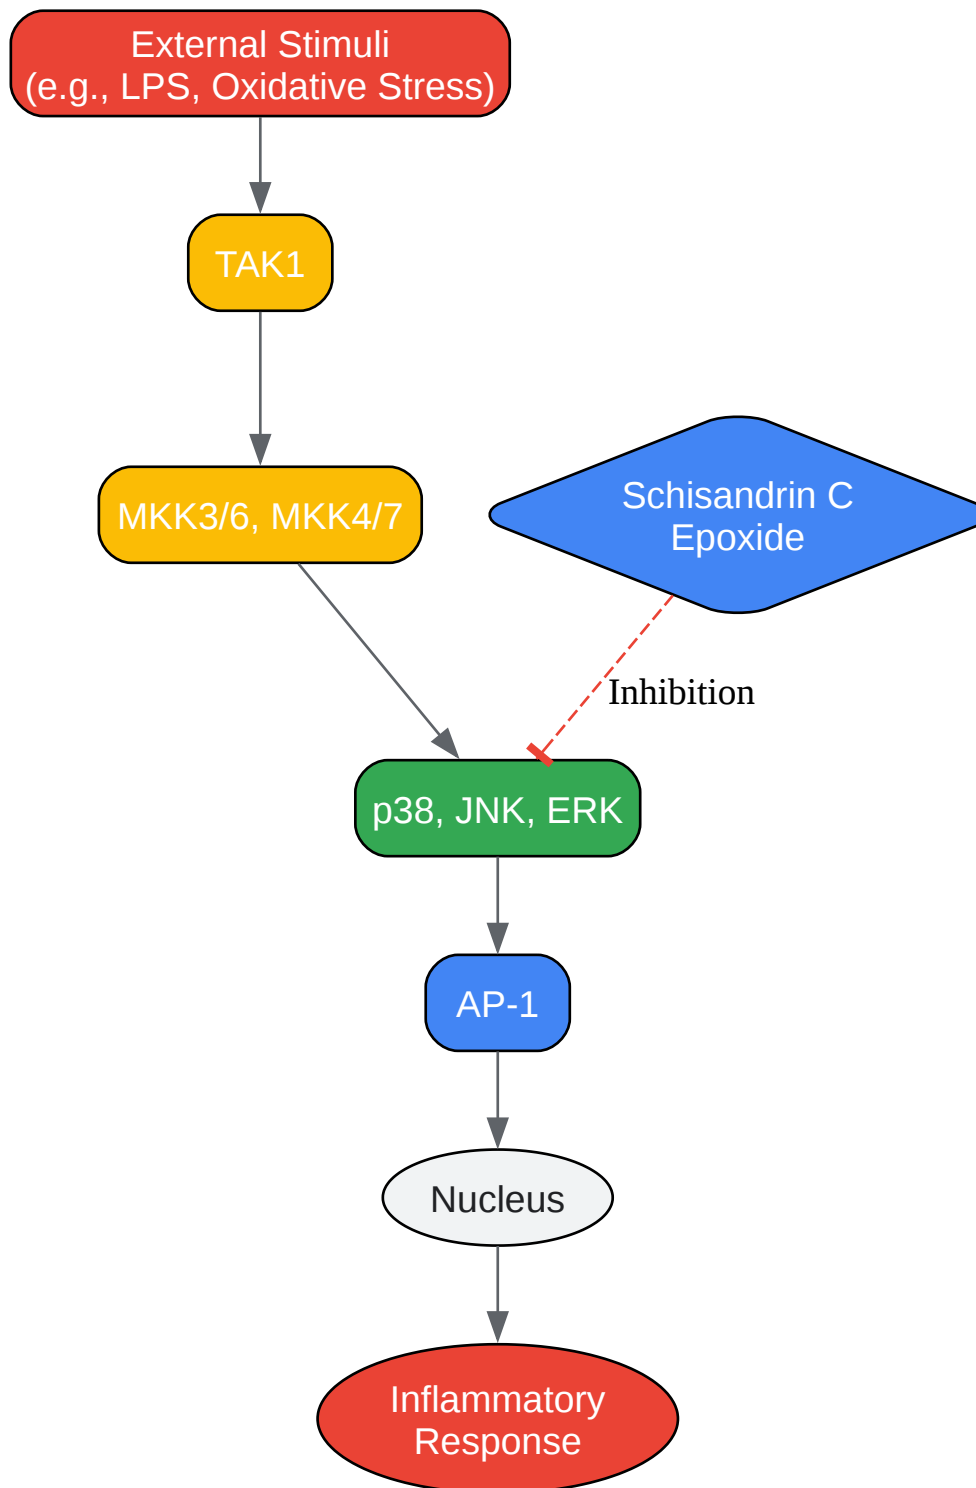 External Stimuli
(e.g., LPS, Oxidative Stress)
TAK1
MKK3/6, MKK4/7
Schisandrin C
Epoxide
Inhibition
p38, JNK, ERK
AP-1
Nucleus
Inflammatory
Response